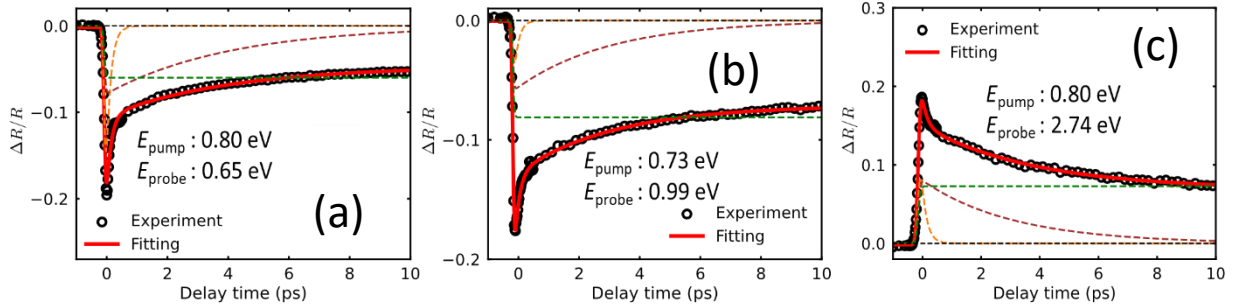 0.0
−0.1
−0.2
ΔR/R
E_pump : 0.80 eV
E_probe : 0.65 eV
(a)
Experiment
Fitting
0 2 4 6 8 10
Delay time (ps)
0.0
−0.1
−0.2
ΔR/R
(b)
E_pump : 0.73 eV
E_probe : 0.99 eV
Experiment
Fitting
0 2 4 6 8 10
Delay time (ps)
0.3
0.2
0.1
0.0
ΔR/R
Experiment
Fitting
(c)
E_pump : 0.80 eV
E_probe : 2.74 eV
0 2 4 6 8 10
Delay time (ps)